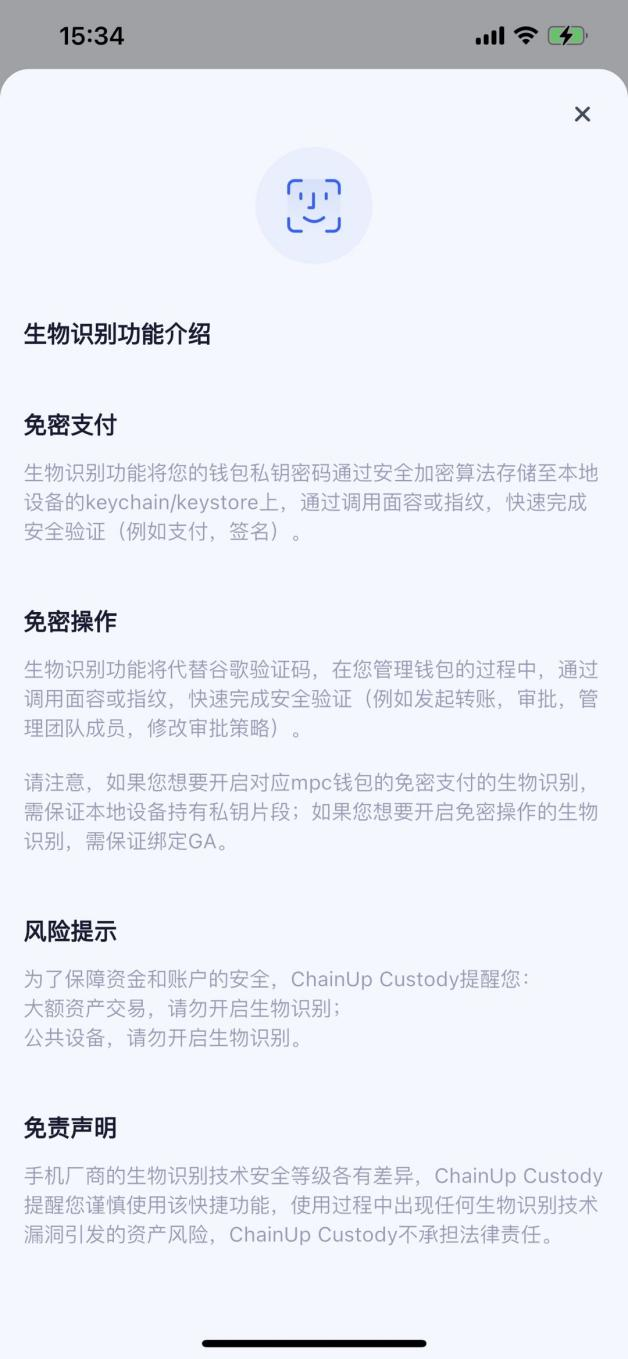 15:34
生物识别功能介绍
免密支付
生物识别功能将您的钱包私钥密码通过安全加密算法存储至本地
设备的keychain/keystore上，通过调用面容或指纹，快速完成
安全验证（例如支付，签名）。
免密操作
生物识别功能将代替谷歌验证码，在您管理钱包的过程中，通过
调用面容或指纹，快速完成安全验证（例如发起转账，审批，管
理团队成员，修改审批策略）。
请注意，如果您想要开启对应mpc钱包的免密支付的生物识别，
需保证本地设备持有私钥片段；如果您想要开启免密操作的生物
识别，需保证绑定GA。
风险提示
为了保障资金和账户的安全，ChainUp Custody提醒您：
大额资产交易，请勿开启生物识别；
公共设备，请勿开启生物识别。
免责声明
手机厂商的生物识别技术安全等级各有差异，ChainUp Custody
提醒您谨慎使用该快捷功能，使用过程中出现任何生物识别技术
漏洞引发的资产风险，ChainUp Custody不承担法律责任。